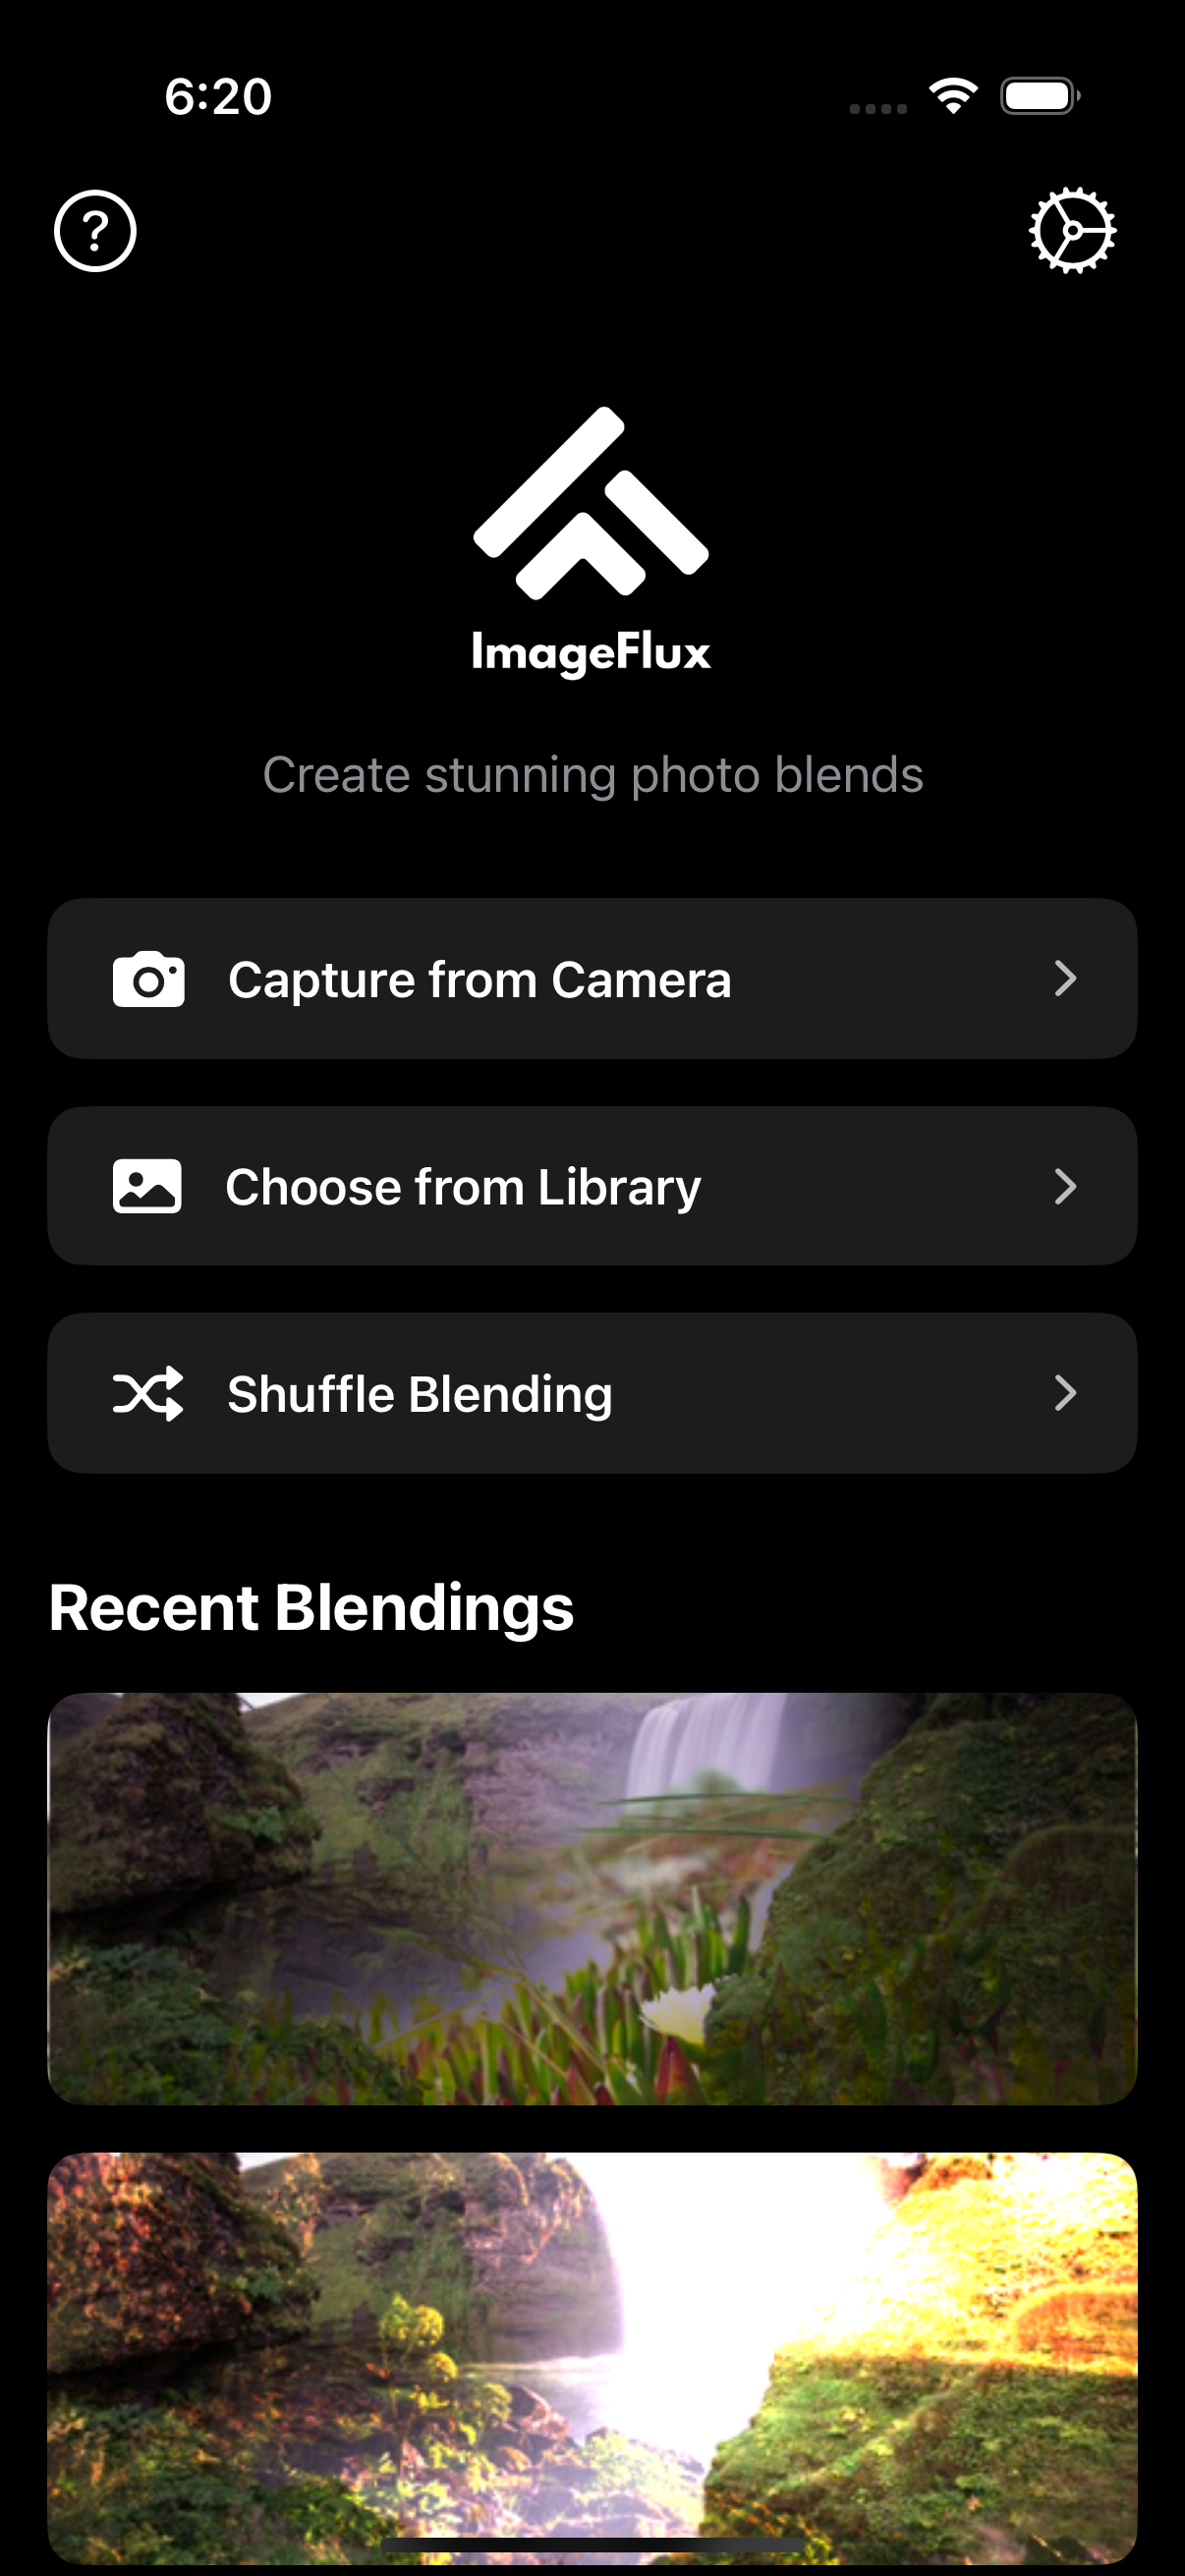 6:20
?
ImageFlux
Create stunning photo blends
Capture from Camera
Choose from Library
Shuffle Blending
Recent Blendings